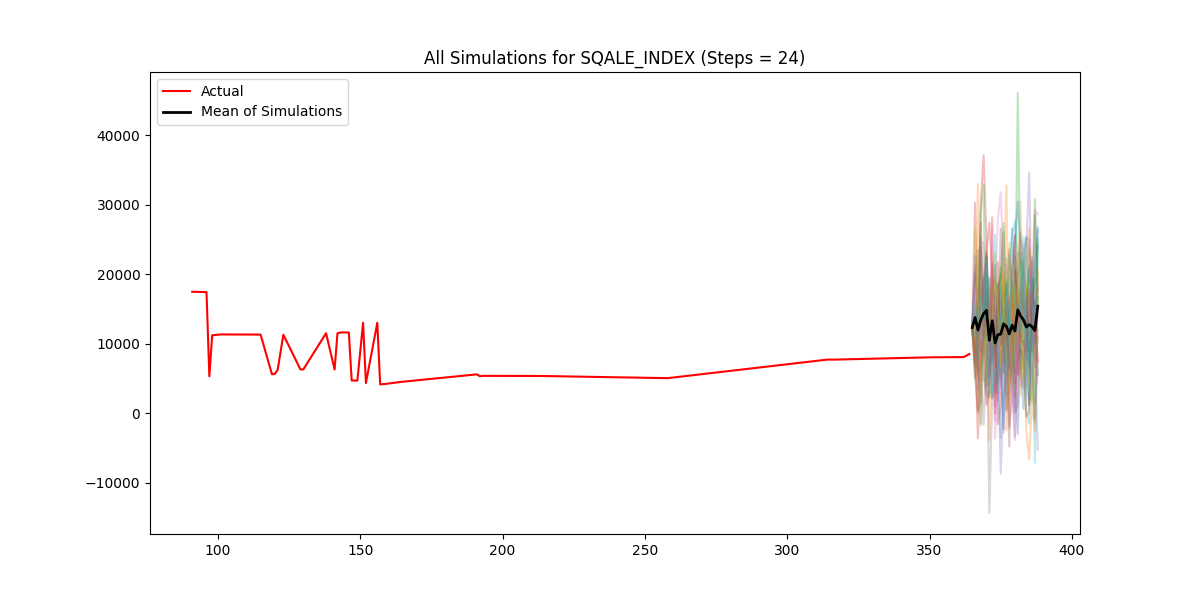 All Simulations for SQALE_INDEX (Steps = 24)
Actual
Mean of Simulations
40000
30000
20000
10000
0
−10000
100 150 200 250 300 350 400